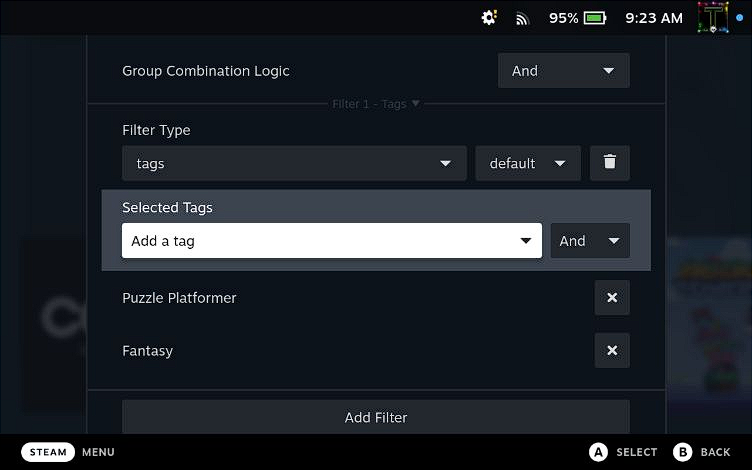 95% 9:23 AM
Group Combination Logic And
Filter 1 - Tags
Filter Type
tags default
Selected Tags
Add a tag And
Puzzle Platformer
Fantasy
Add Filter
STEAM MENU A SELECT B BACK